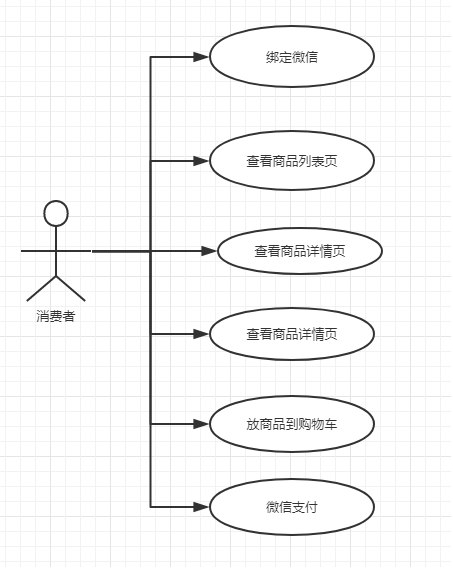 绑定微信
查看商品列表页
查看商品详情页
消费者
查看商品详情页
放商品到购物车
微信支付